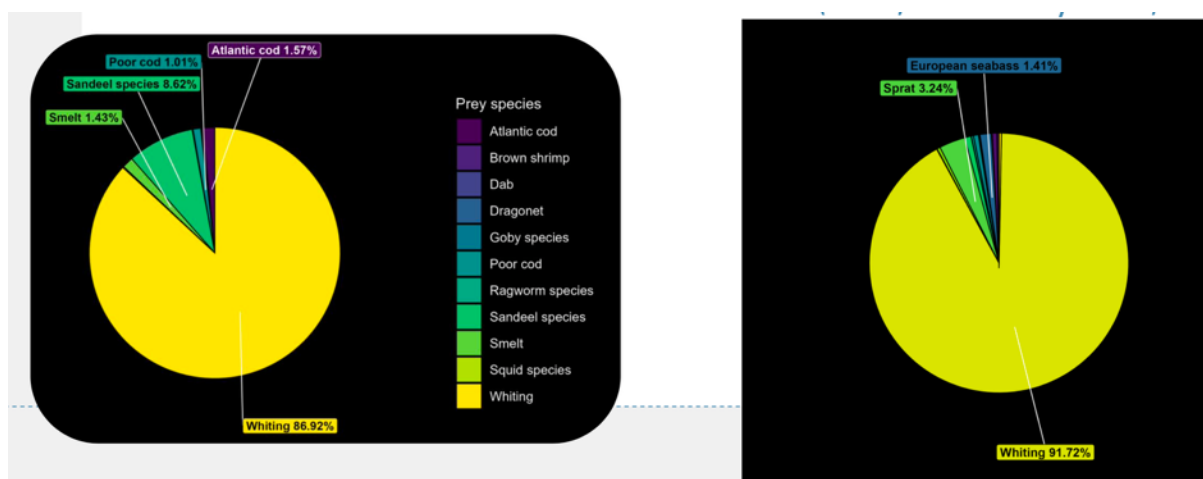 Atlantic cod 1.57%
Poor cod 1.01%
Sandeel species 8.62%
Smelt 1.43%
Whiting 86.92%
Prey species
Atlantic cod
Brown shrimp
Dab
Dragonet
Goby species
Poor cod
Ragworm species
Sandeel species
Smelt
Squid species
Whiting
European seabass 1.41%
Sprat 3.24%
Whiting 91.72%